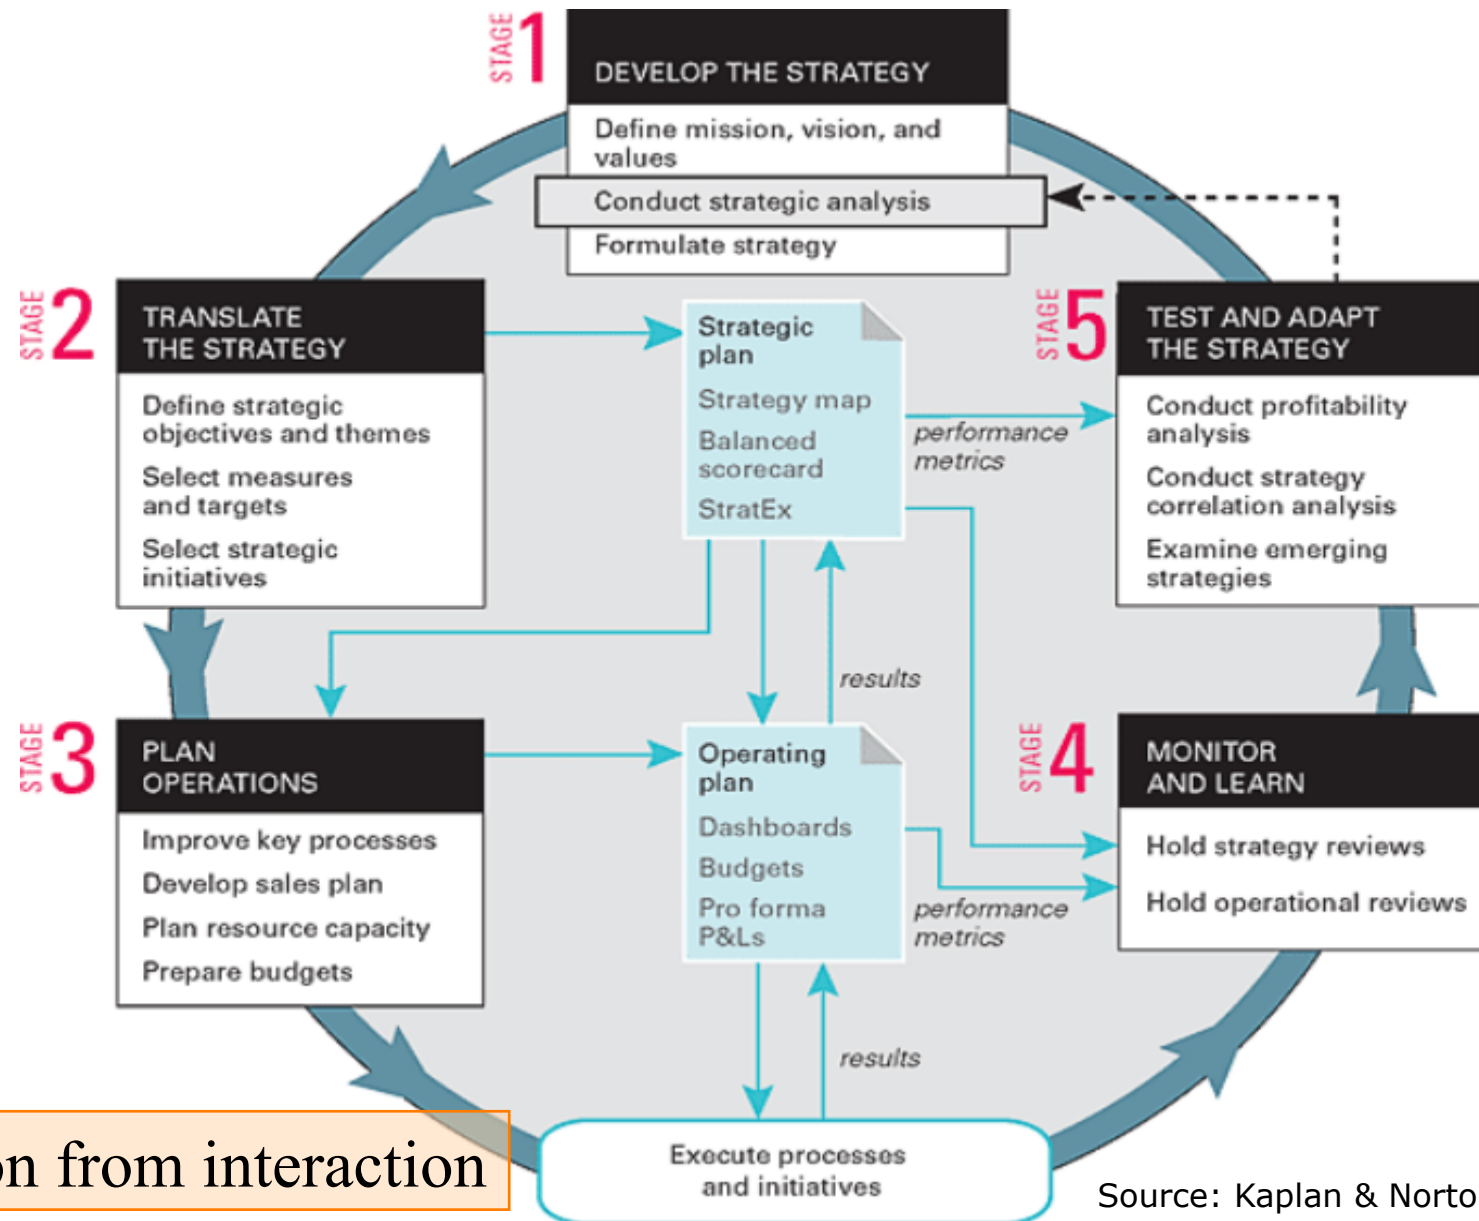 STAGE 1
DEVELOP THE STRATEGY
Define mission, vision, and
values
Conduct strategic analysis
Formulate strategy
STAGE 2
TRANSLATE
THE STRATEGY
Define strategic
objectives and themes
Select measures
and targets
Select strategic
initiatives
Strategic
plan
Strategy map
Balanced
scorecard
StratEx
performance
metrics
STAGE 5
TEST AND ADAPT
THE STRATEGY
Conduct profitability
analysis
Conduct strategy
correlation analysis
Examine emerging
strategies
results
STAGE 3
PLAN
OPERATIONS
Improve key processes
Develop sales plan
Plan resource capacity
Prepare budgets
Operating
plan
Dashboards
Budgets
Pro forma
P&Ls
performance
metrics
STAGE 4
MONITOR
AND LEARN
Hold strategy reviews
Hold operational reviews
results
on from interaction
Execute processes
and initiatives
Source: Kaplan & Norto